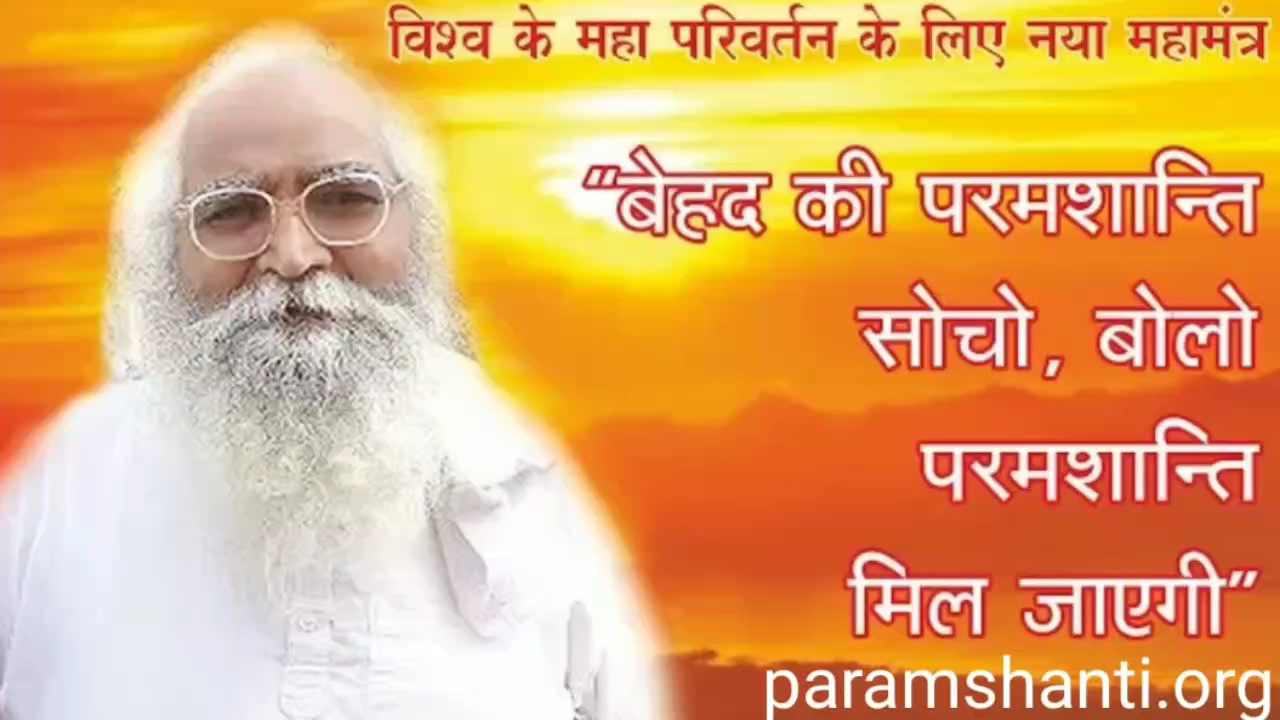 विश्व के महा परिवर्तन के लिए नया महामंत्र
"बेहद की परमशान्ति
सोचो, बोलो
परमशान्ति
मिल जाएगी"
paramshanti.org